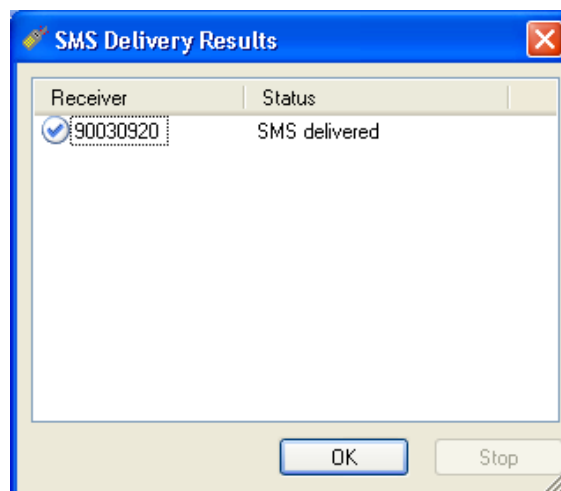 SMS Delivery Results
Receiver Status
90030920 SMS delivered
OK Stop